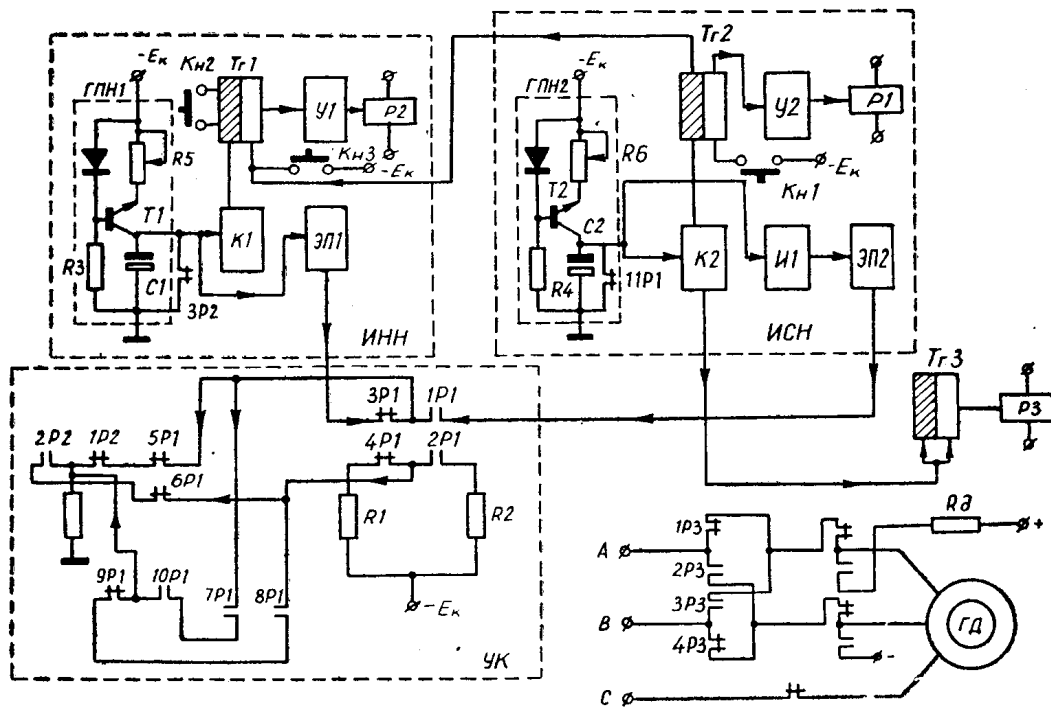 -Eк
Кн2
Тг1
ГПН1
R5
У1
Р2
Кн3
-Eк
Т1
К1
ЭП1
R3
С1
3Р2
ИНН
Тг2
-Eк
ГПН2
У2
Р1
R6
-Eк
Кн1
Т2
С2
К2
И1
ЭП2
R4
11Р1
ИСН
Тг3
Р3
3Р1
1Р1
2Р2
1Р2
5Р1
4Р1
2Р1
6Р1
R1
R2
9Р1
10Р1
7Р1
8Р1
-Eк
УК
Rд
+
А
1Р3
2Р3
В
3Р3
4Р3
-
ГД
С